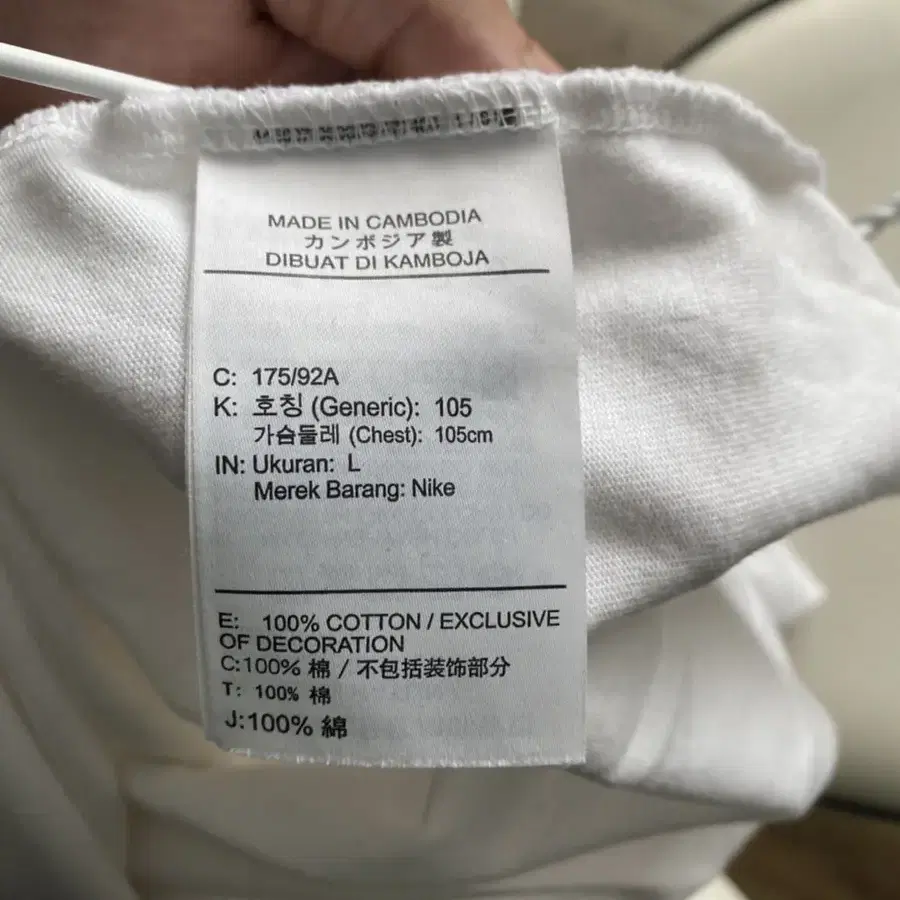 MADE IN CAMBODIA
カンボジア製
DIBUAT DI KAMBOJA
C: 175/92A
K: 호칭 (Generic): 105
가슴둘레 (Chest): 105cm
IN: Ukuran: L
Merek Barang: Nike
E: 100% COTTON / EXCLUSIVE
OF DECORATION
C:100% 棉 / 不包括装饰部分
T: 100% 棉
J:100% 綿